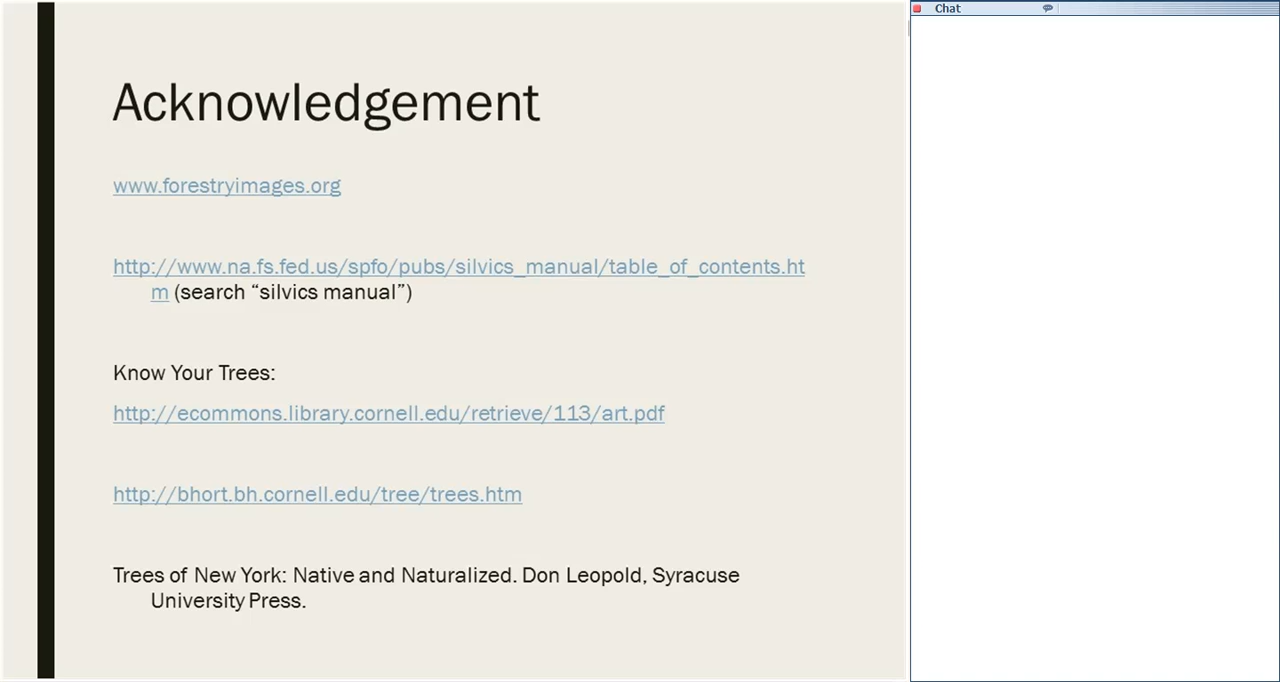 Chat
Acknowledgement
www.forestryimages.org
http://www.na.fs.fed.us/spfo/pubs/silvics_manual/table_of_contents.ht
m (search “silvics manual”)
Know Your Trees:
http://ecommons.library.cornell.edu/retrieve/113/art.pdf
http://bhort.bh.cornell.edu/tree/trees.htm
Trees of New York: Native and Naturalized. Don Leopold, Syracuse
University Press.